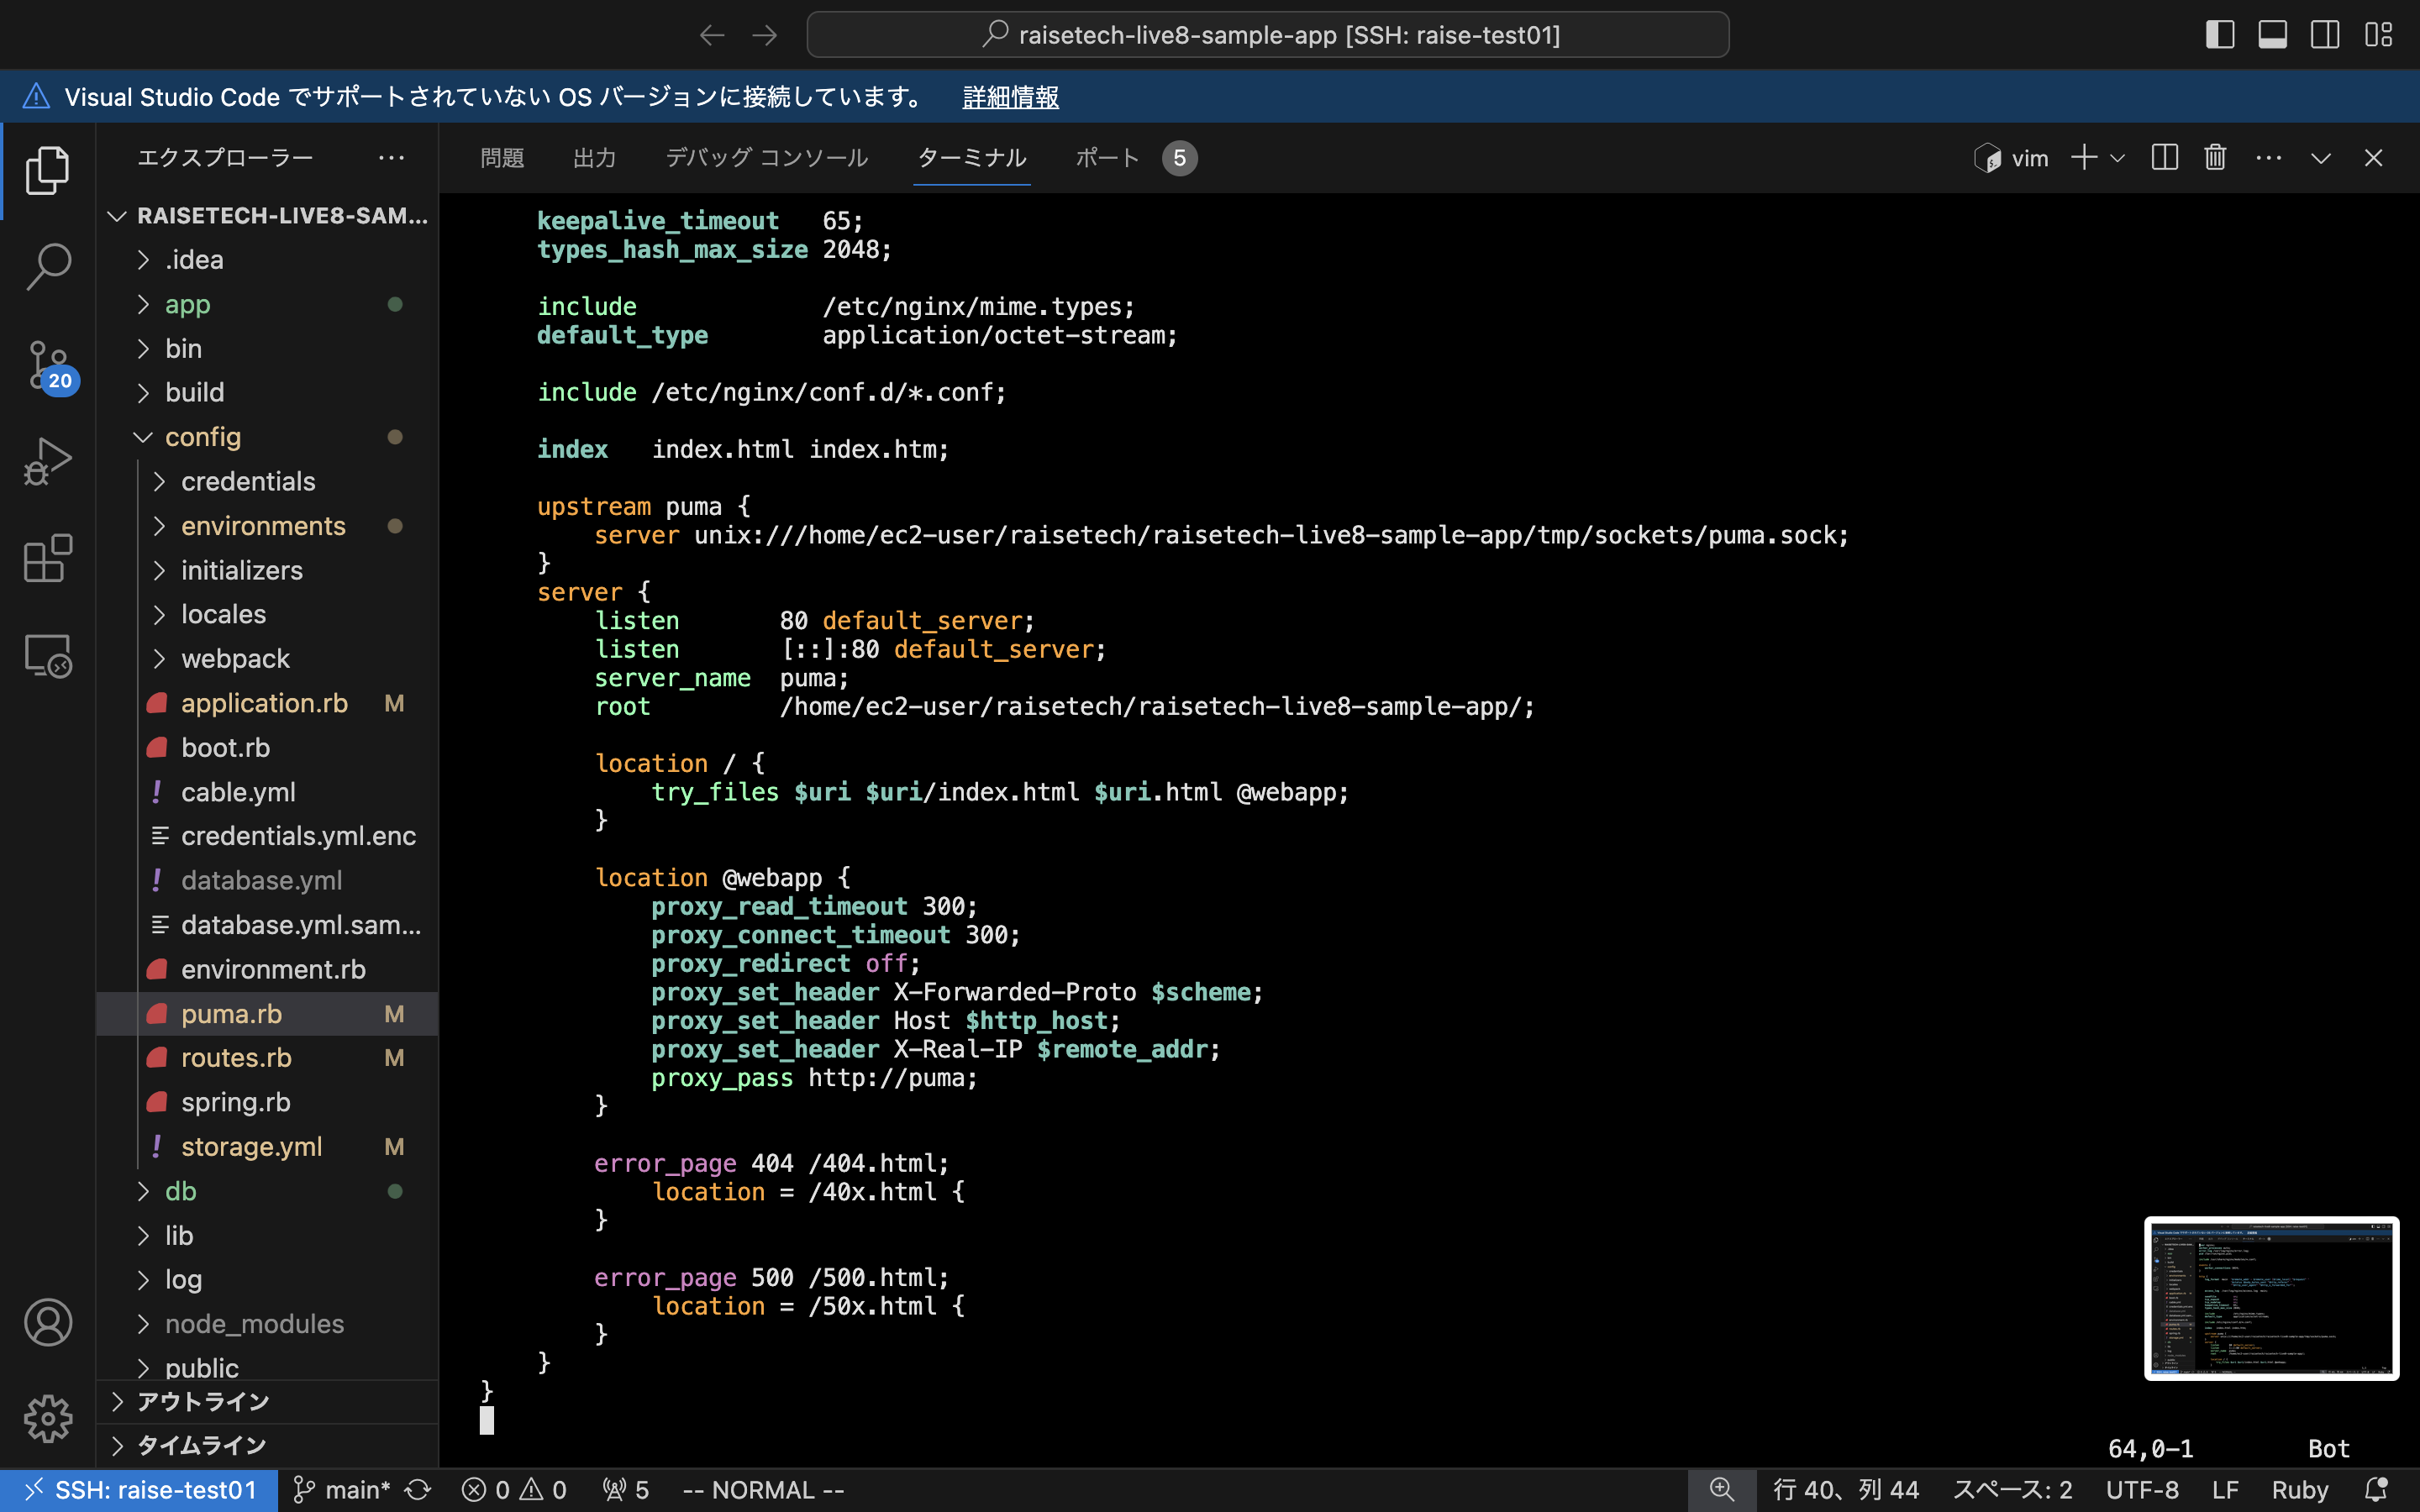 raisetech-live8-sample-app [SSH: raise-test01]
Visual Studio Code でサポートされていない OS バージョンに接続しています。 詳細情報
エクスプローラー
RAISETECH-LIVE8-SAM...
.idea
app
bin
build
config
credentials
environments
initializers
locales
webpack
application.rb M
boot.rb
cable.yml
credentials.yml.enc
database.yml
database.yml.sam...
environment.rb
puma.rb M
routes.rb M
spring.rb
storage.yml M
db
lib
log
node_modules
public
アウトライン
タイムライン
20
問題 出力 デバッグ コンソール ターミナル ポート 5
vim
keepalive_timeout 65;
types_hash_max_size 2048;
include /etc/nginx/mime.types;
default_type application/octet-stream;
include /etc/nginx/conf.d/*.conf;
index index.html index.htm;
upstream puma {
server unix:///home/ec2-user/raisetech/raisetech-live8-sample-app/tmp/sockets/puma.sock;
}
server {
listen 80 default_server;
listen [::]:80 default_server;
server_name puma;
root /home/ec2-user/raisetech/raisetech-live8-sample-app/;
location / {
try_files $uri $uri/index.html $uri.html @webapp;
}
location @webapp {
proxy_read_timeout 300;
proxy_connect_timeout 300;
proxy_redirect off;
proxy_set_header X-Forwarded-Proto $scheme;
proxy_set_header Host $http_host;
proxy_set_header X-Real-IP $remote_addr;
proxy_pass http://puma;
}
error_page 404 /404.html;
location = /40x.html {
}
error_page 500 /500.html;
location = /50x.html {
}
}
}
64,0-1 Bot
SSH: raise-test01 main* 0 0 5 -- NORMAL -- 行 40、列 44 スペース: 2 UTF-8 LF Ruby